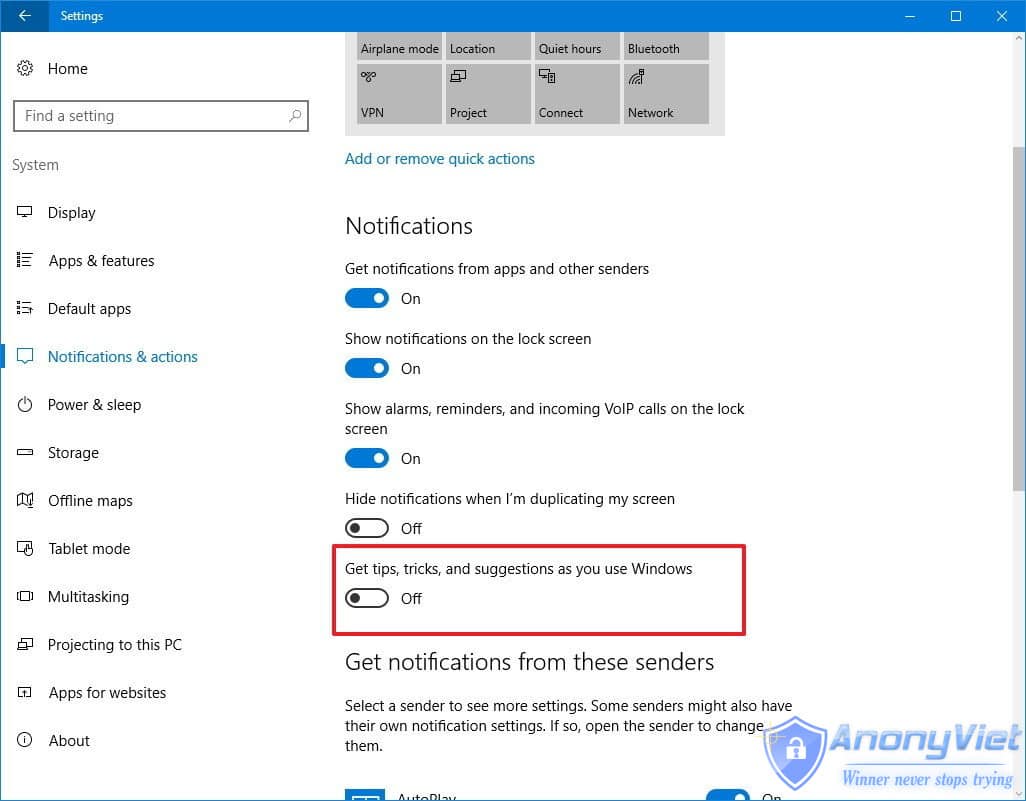 Settings
Home
Find a setting
System
Display
Apps & features
Default apps
Notifications & actions
Power & sleep
Storage
Offline maps
Tablet mode
Multitasking
Projecting to this PC
Apps for websites
About
Airplane mode
Location
Quiet hours
Bluetooth
VPN
Project
Connect
Network
Add or remove quick actions
Notifications
Get notifications from apps and other senders
On
Show notifications on the lock screen
On
Show alarms, reminders, and incoming VoIP calls on the lock
screen
On
Hide notifications when I'm duplicating my screen
Off
Get tips, tricks, and suggestions as you use Windows
Off
Get notifications from these senders
Select a sender to see more settings. Some senders might also have
their own notification settings. If so, open the sender to change
them.
AutoPlay
On
AnonyViet
Winner never stops trying